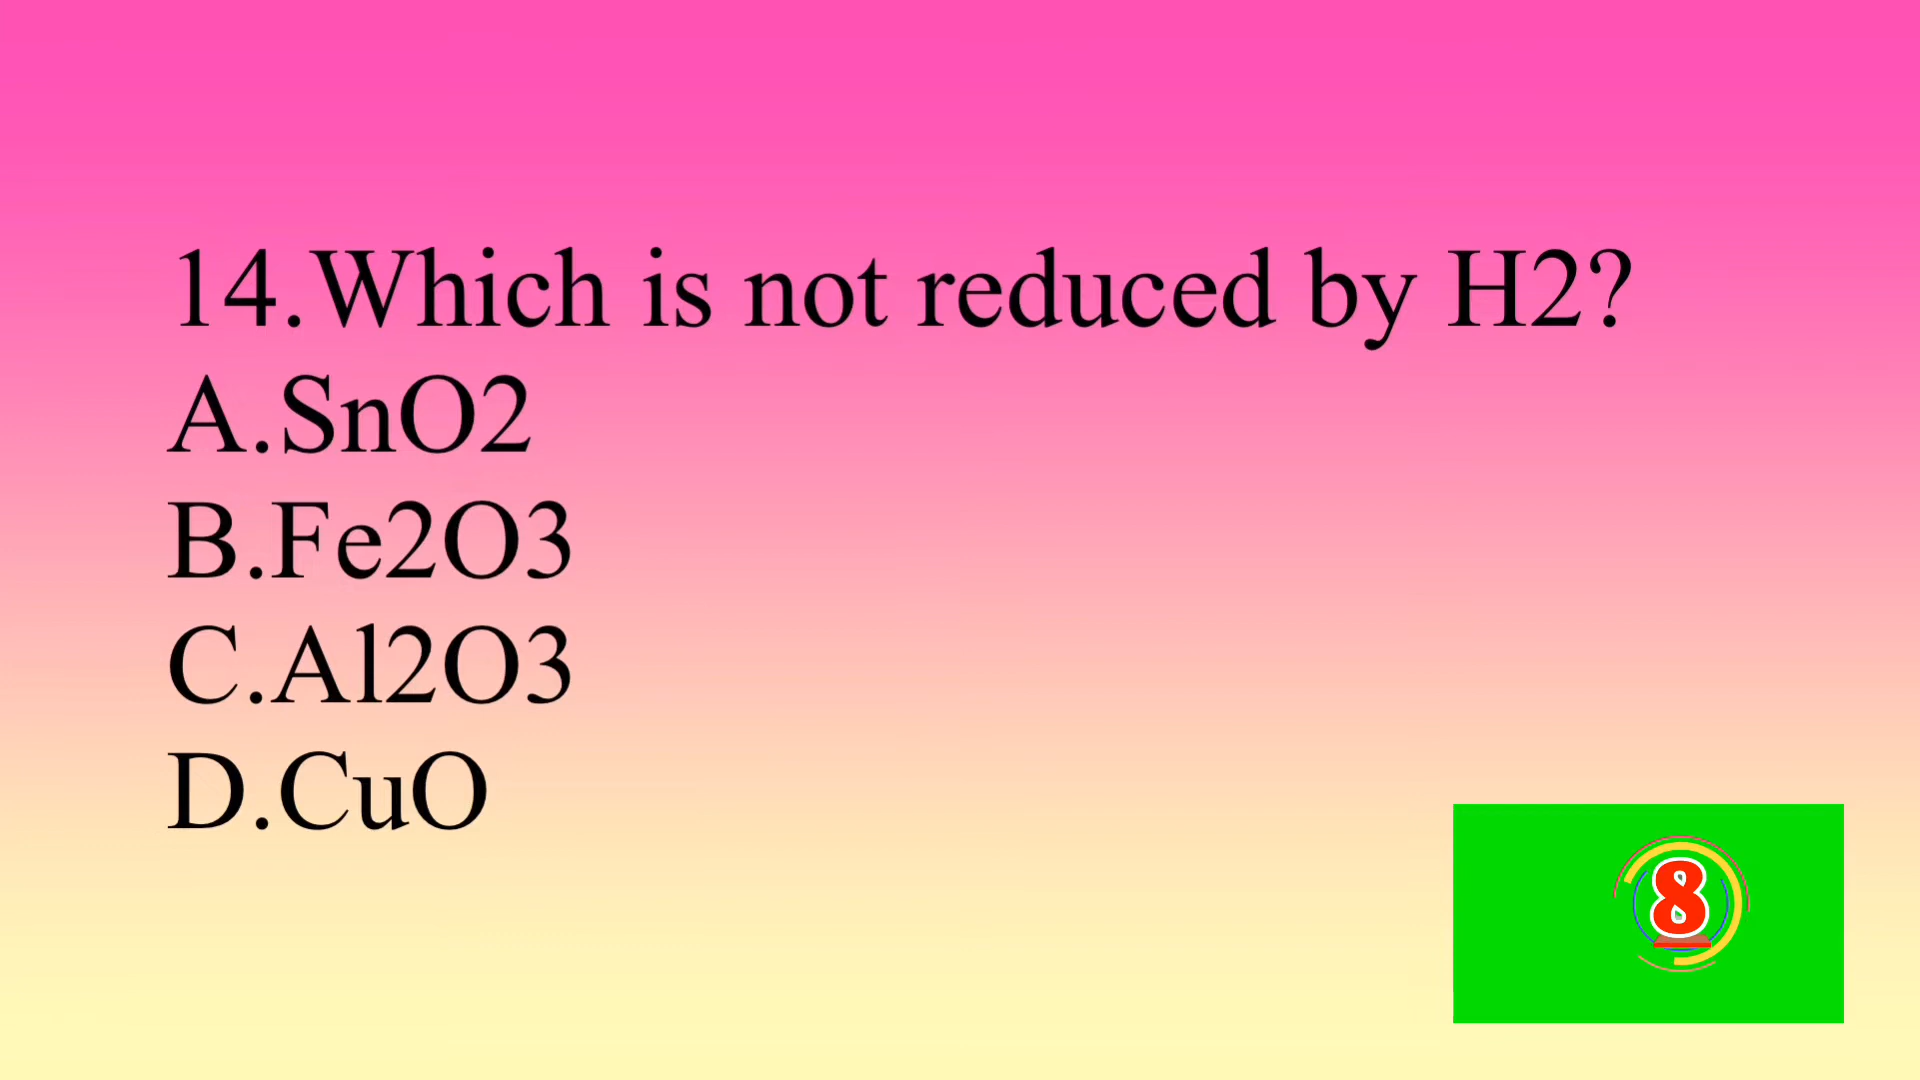 14.Which is not reduced by H2?
A.SnO2
B.Fe2O3
C.Al2O3
D.CuO
8